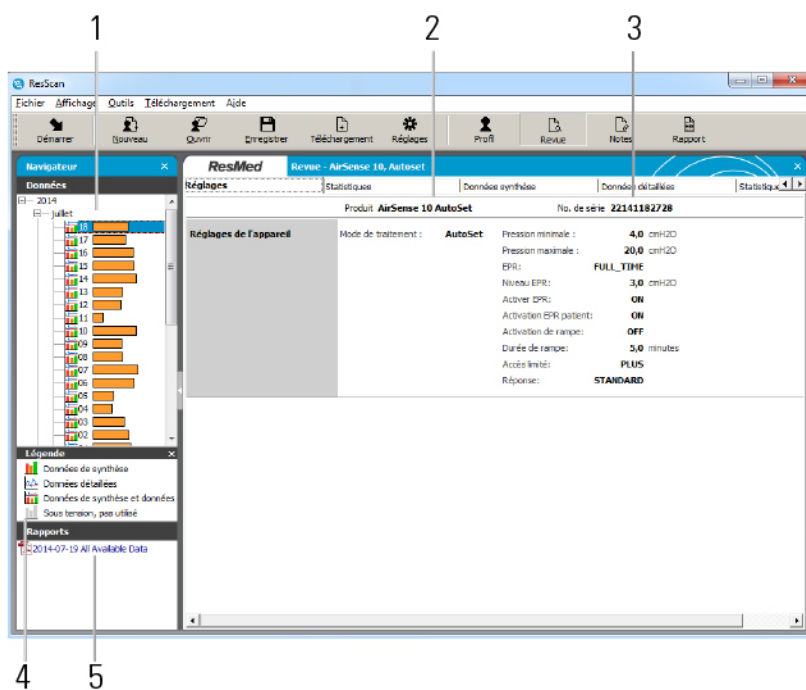 1 2 3
ResScan
Fichier Affichage Outils Téléchargement Aide
Démarrer Nouveau Ouvrir Enregistrer Téléchargement Réglages Profil Revue Notes Rapport
Navigateur
ResMed Revue - AirSense 10, Autoset
Données
Réglages Statistiques Données synthèse Données détaillées Statistiqu
2014
juillet
Produit AirSense 10 AutoSet No. de série 22141182728
18
17
16
15
14
13
12
11
10
09
08
07
06
05
04
03
02
Réglages de l'appareil
Mode de traitement : AutoSet
Pression minimale : 4,0 cmH2O
Pression maximale : 20,0 cmH2O
EPR: FULL_TIME
Niveau EPR: 3,0 cmH2O
Activer EPR: ON
Activation EPR patient: ON
Activation de rampe: OFF
Durée de rampe: 5,0 minutes
Accès limité: PLUS
Réponse: STANDARD
Légende
Données de synthèse
Données détaillées
Données de synthèse et données
Sous tension, pas utilisé
Rapports
2014-07-19 All Available Data
4 5